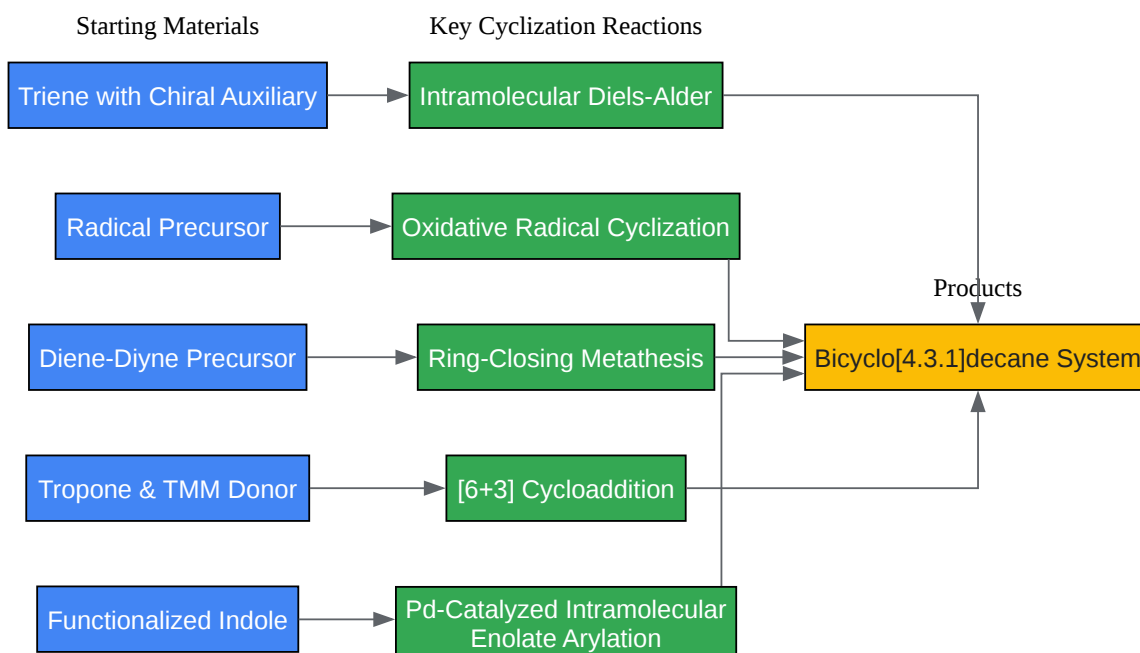 Starting Materials
Key Cyclization Reactions
Triene with Chiral Auxiliary
Intramolecular Diels-Alder
Radical Precursor
Oxidative Radical Cyclization
Products
Diene-Diyne Precursor
Ring-Closing Metathesis
Bicyclo[4.3.1]decane System
Tropone & TMM Donor
[6+3] Cycloaddition
Functionalized Indole
Pd-Catalyzed Intramolecular
Enolate Arylation